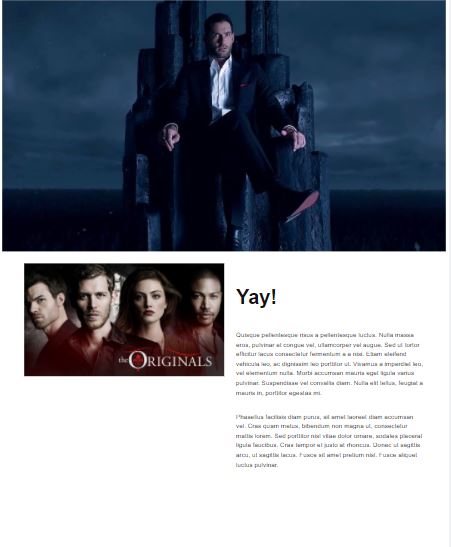 the ORIGINALS
Yay!
Quisque pellentesque risus a pellentesque luctus. Nulla massa
eros, pulvinar et congue vel, ullamcorper vel augue. Sed ut tortor
efficitur lacus consectetur fermentum a a nisi. Etiam eleifend
vehicula leo, ac dignissim leo porttitor ut. Vivamus a imperdiet leo,
vel elementum nulla. Morbi accumsan mauris eget ligula varius
pulvinar. Suspendisse vel convallis diam. Nulla elit tellus, feugiat a
mauris in, porttitor egestas mi.
Phasellus facilisis diam purus, sit amet laoreet diam accumsan
vel. Cras quam metus, bibendum non magna ut, consectetur
mattis lorem. Sed porttitor nisl vitae dolor ornare, sodales placerat
ligula faucibus. Cras tempor et justo at rhoncus. Donec ut sagittis
arcu, ut sagittis lacus. Fusce sit amet pretium nisl. Fusce aliquet
luctus pulvinar.